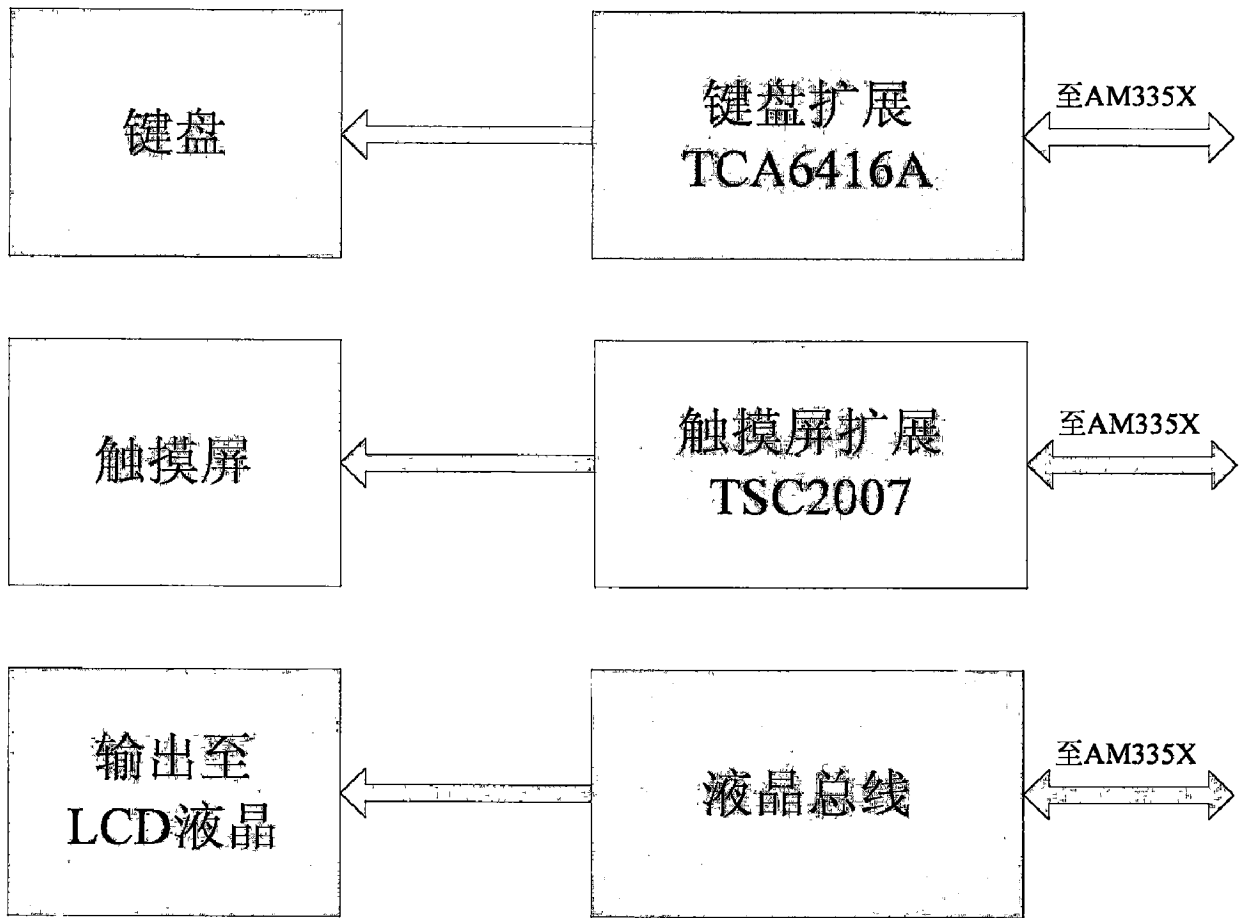 键盘
键盘扩展
TCA6416A
至AM335X
触摸屏
触摸屏扩展
TSC2007
至AM335X
输出至
LCD液晶
液晶总线
至AM335X